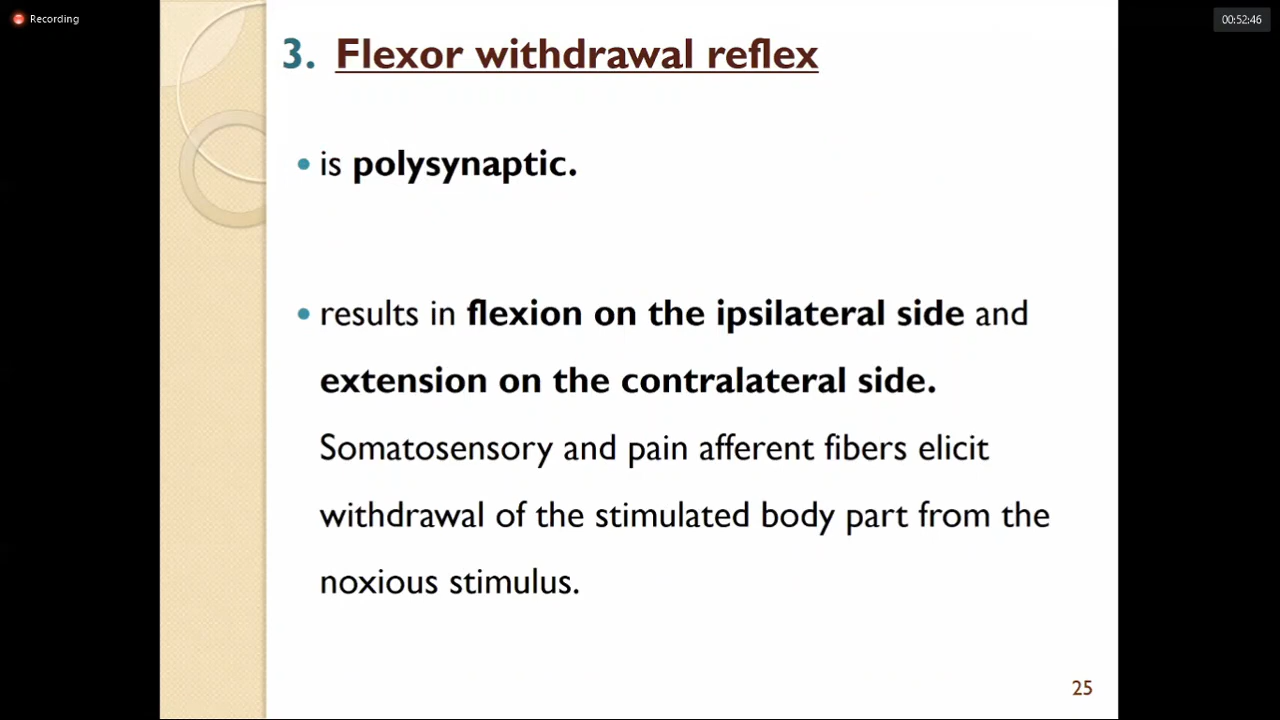 Recording
00:52:46
3. Flexor withdrawal reflex
• is polysynaptic.
• results in flexion on the ipsilateral side and
extension on the contralateral side.
Somatosensory and pain afferent fibers elicit
withdrawal of the stimulated body part from the
noxious stimulus.
25